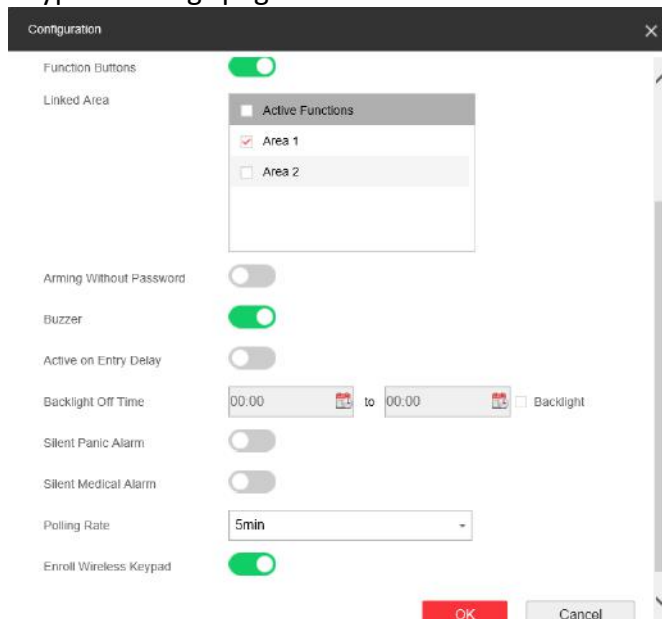 Configuration
Function Buttons
Linked Area
Active Functions
Area 1
Area 2
Arming Without Password
Buzzer
Active on Entry Delay
Backlight Off Time 00:00 to 00:00 Backlight
Silent Panic Alarm
Silent Medical Alarm
Polling Rate 5min
Enroll Wireless Keypad
OK Cancel